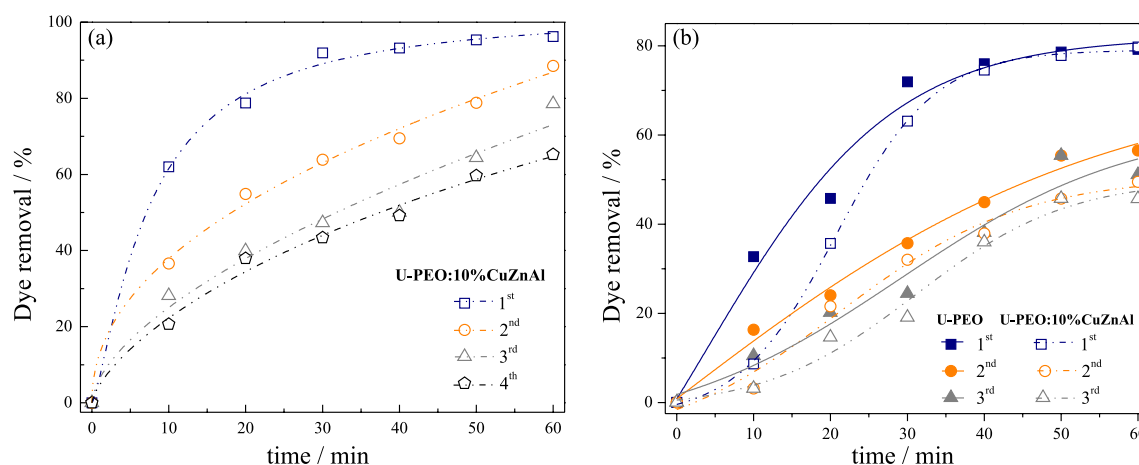 (a)
100
80
60
40
20
0
Dye removal / %
U-PEO:10%CuZnAl
1st
2nd
3rd
4th
0 10 20 30 40 50 60
time / min
(b)
80
60
40
20
0
Dye removal / %
U-PEO U-PEO:10%CuZnAl
1st 1st
2nd 2nd
3rd 3rd
0 10 20 30 40 50 60
time / min